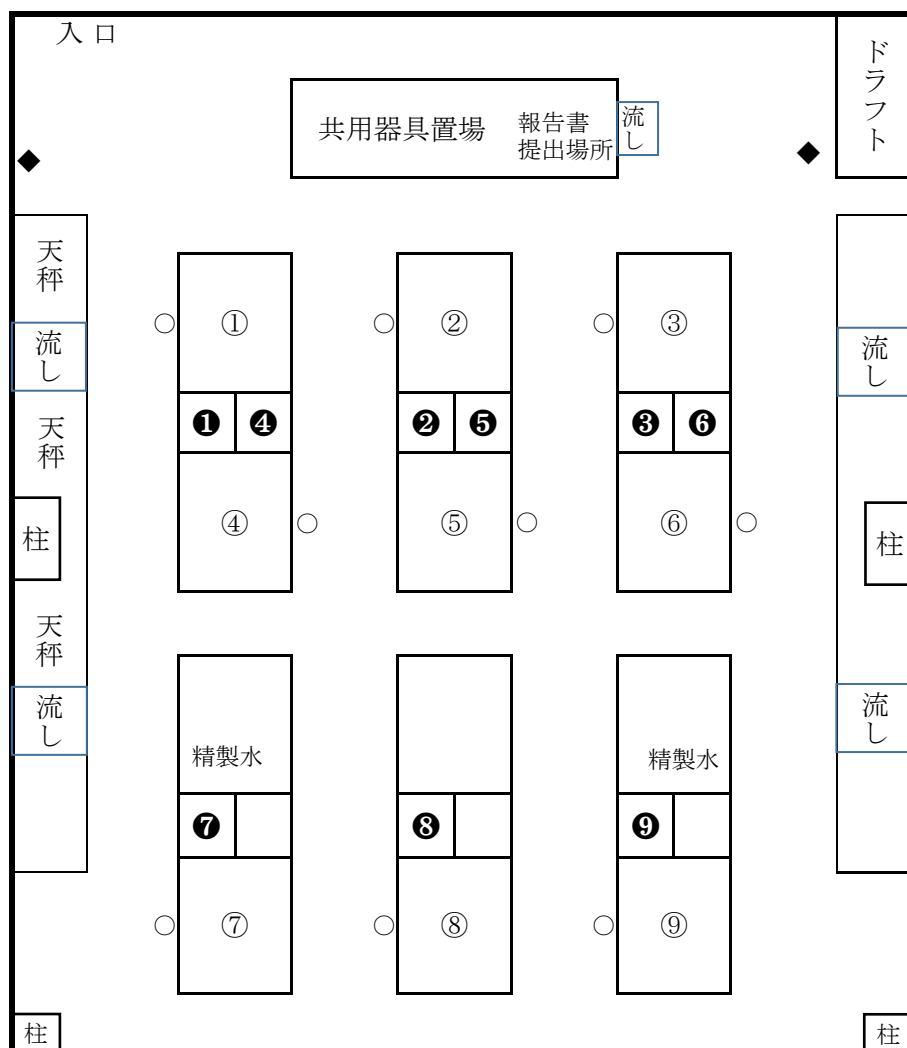 入口
ドラフト
共用器具置場
報告書
提出場所
流し
天秤
流し
天秤
柱
天秤
流し
① ② ③
❶ ❹ ❷ ❺ ❸ ❻
④ ⑤ ⑥
流し
柱
流し
精製水
精製水
❼ ❽ ❾
⑦ ⑧ ⑨
柱
柱